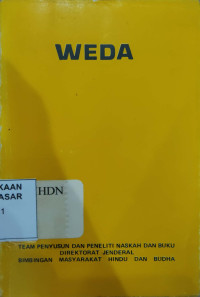 WEDA
KAAN
ASAR
1
HDN
TEAM PENYUSUN DAN PENELITI NASKAH DAN BUKU
DIREKTORAT JENDERAL
BIMBINGAN MASYARAKAT HINDU DAN BUDHA